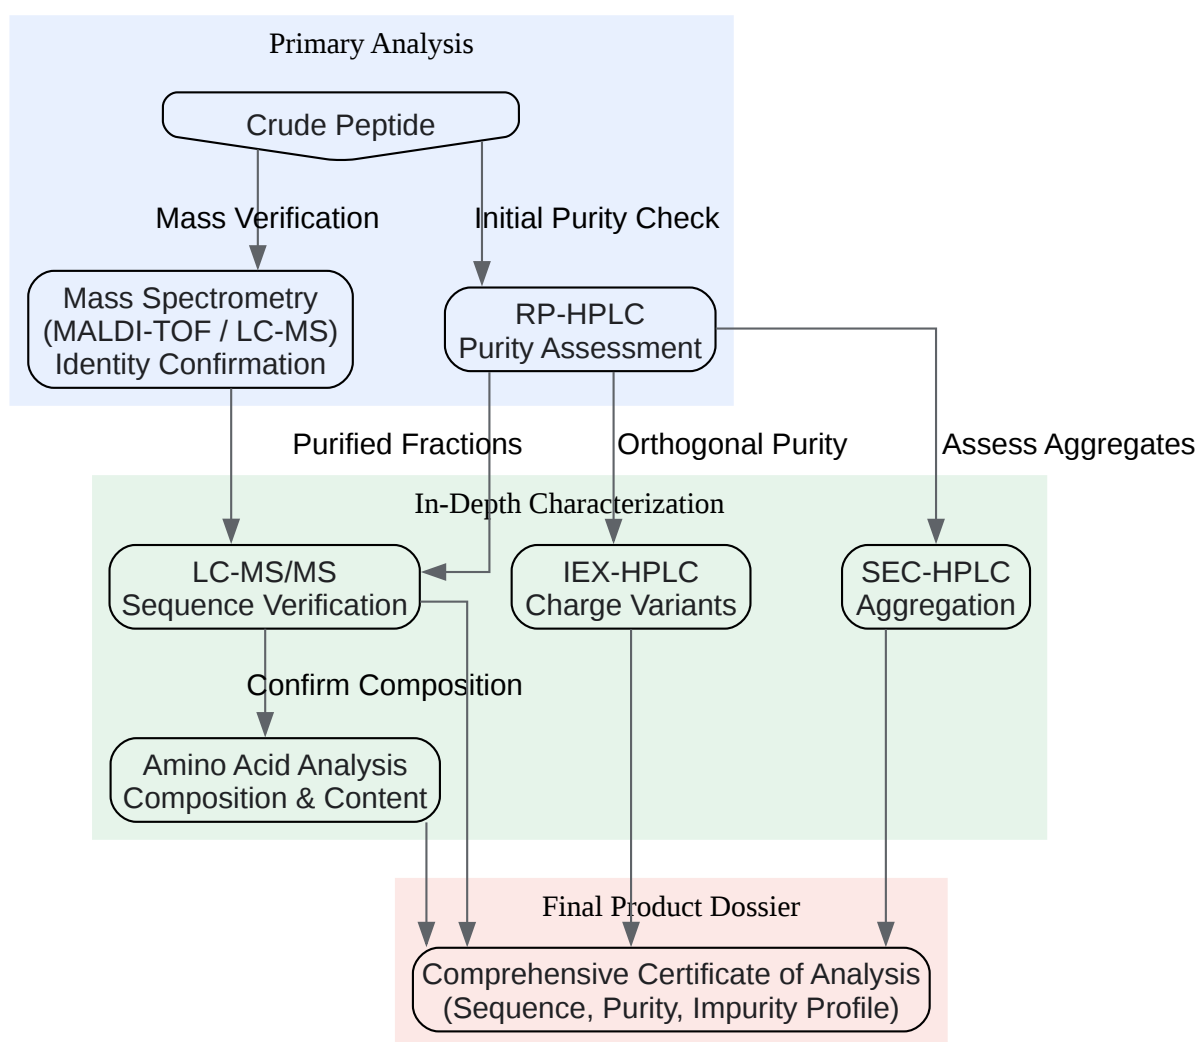 Primary Analysis
Crude Peptide
Mass Verification
Initial Purity Check
Mass Spectrometry
(MALDI-TOF / LC-MS)
Identity Confirmation
RP-HPLC
Purity Assessment
Purified Fractions
Orthogonal Purity
Assess Aggregates
In-Depth Characterization
LC-MS/MS
Sequence Verification
IEX-HPLC
Charge Variants
SEC-HPLC
Aggregation
Confirm Composition
Amino Acid Analysis
Composition & Content
Final Product Dossier
Comprehensive Certificate of Analysis
(Sequence, Purity, Impurity Profile)